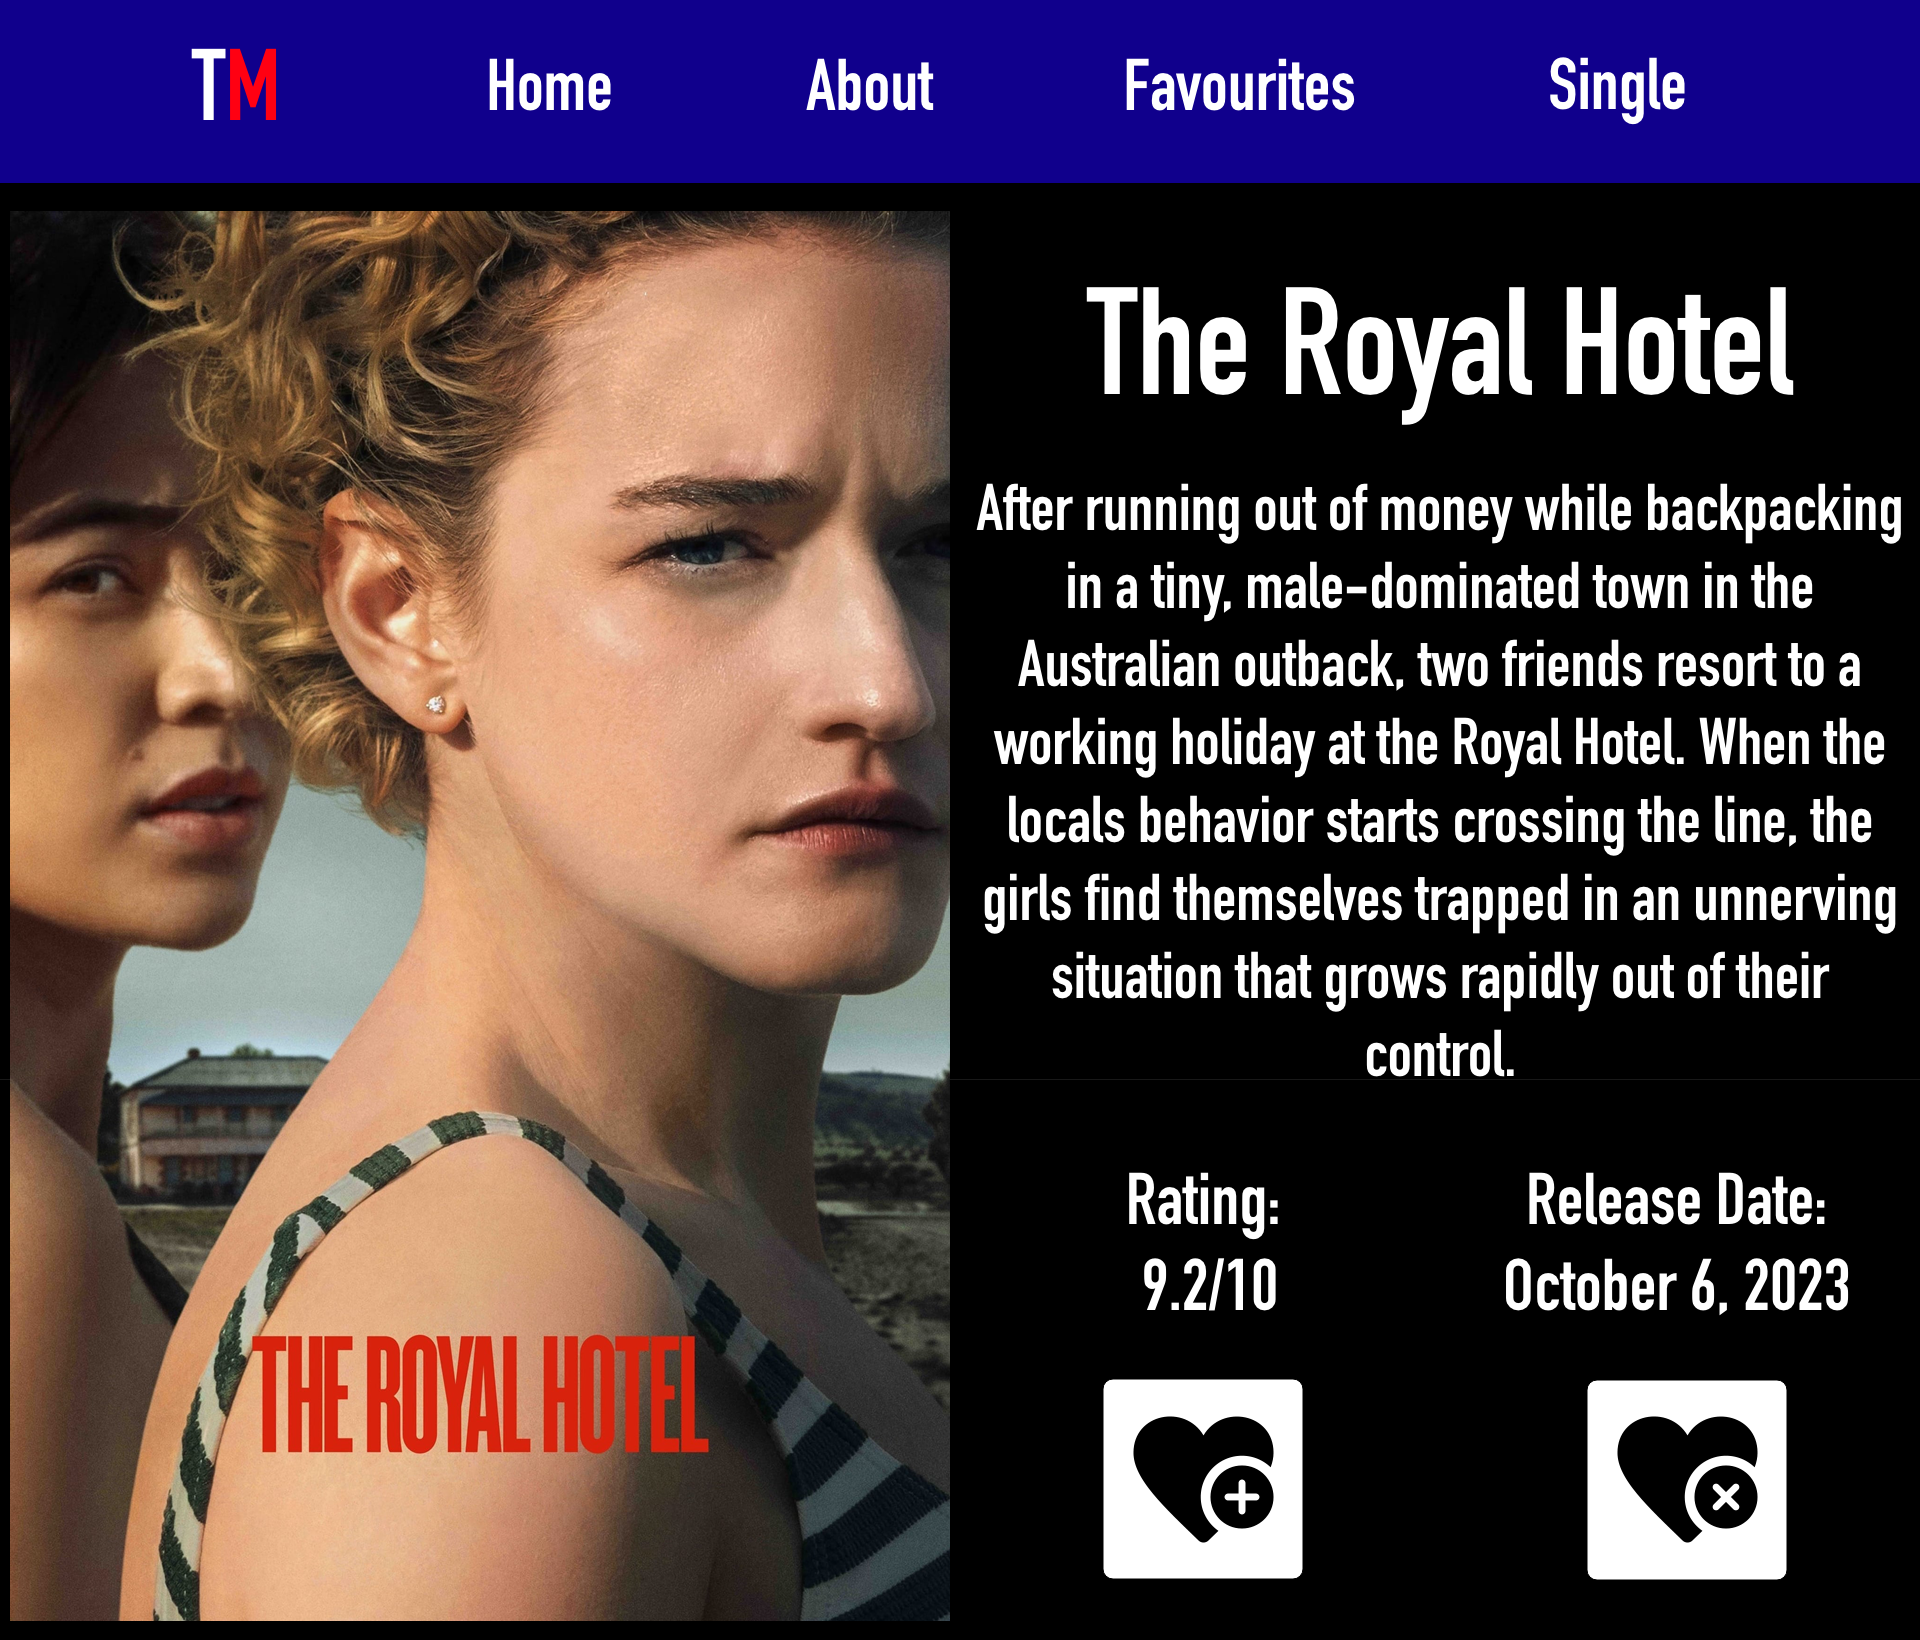 TM
Home
About
Favourites
Single
The Royal Hotel
After running out of money while backpacking
in a tiny, male-dominated town in the
Australian outback, two friends resort to a
working holiday at the Royal Hotel. When the
locals behavior starts crossing the line, the
girls find themselves trapped in an unnerving
situation that grows rapidly out of their
control.
Rating:
9.2/10
Release Date:
October 6, 2023
THE ROYAL HOTEL